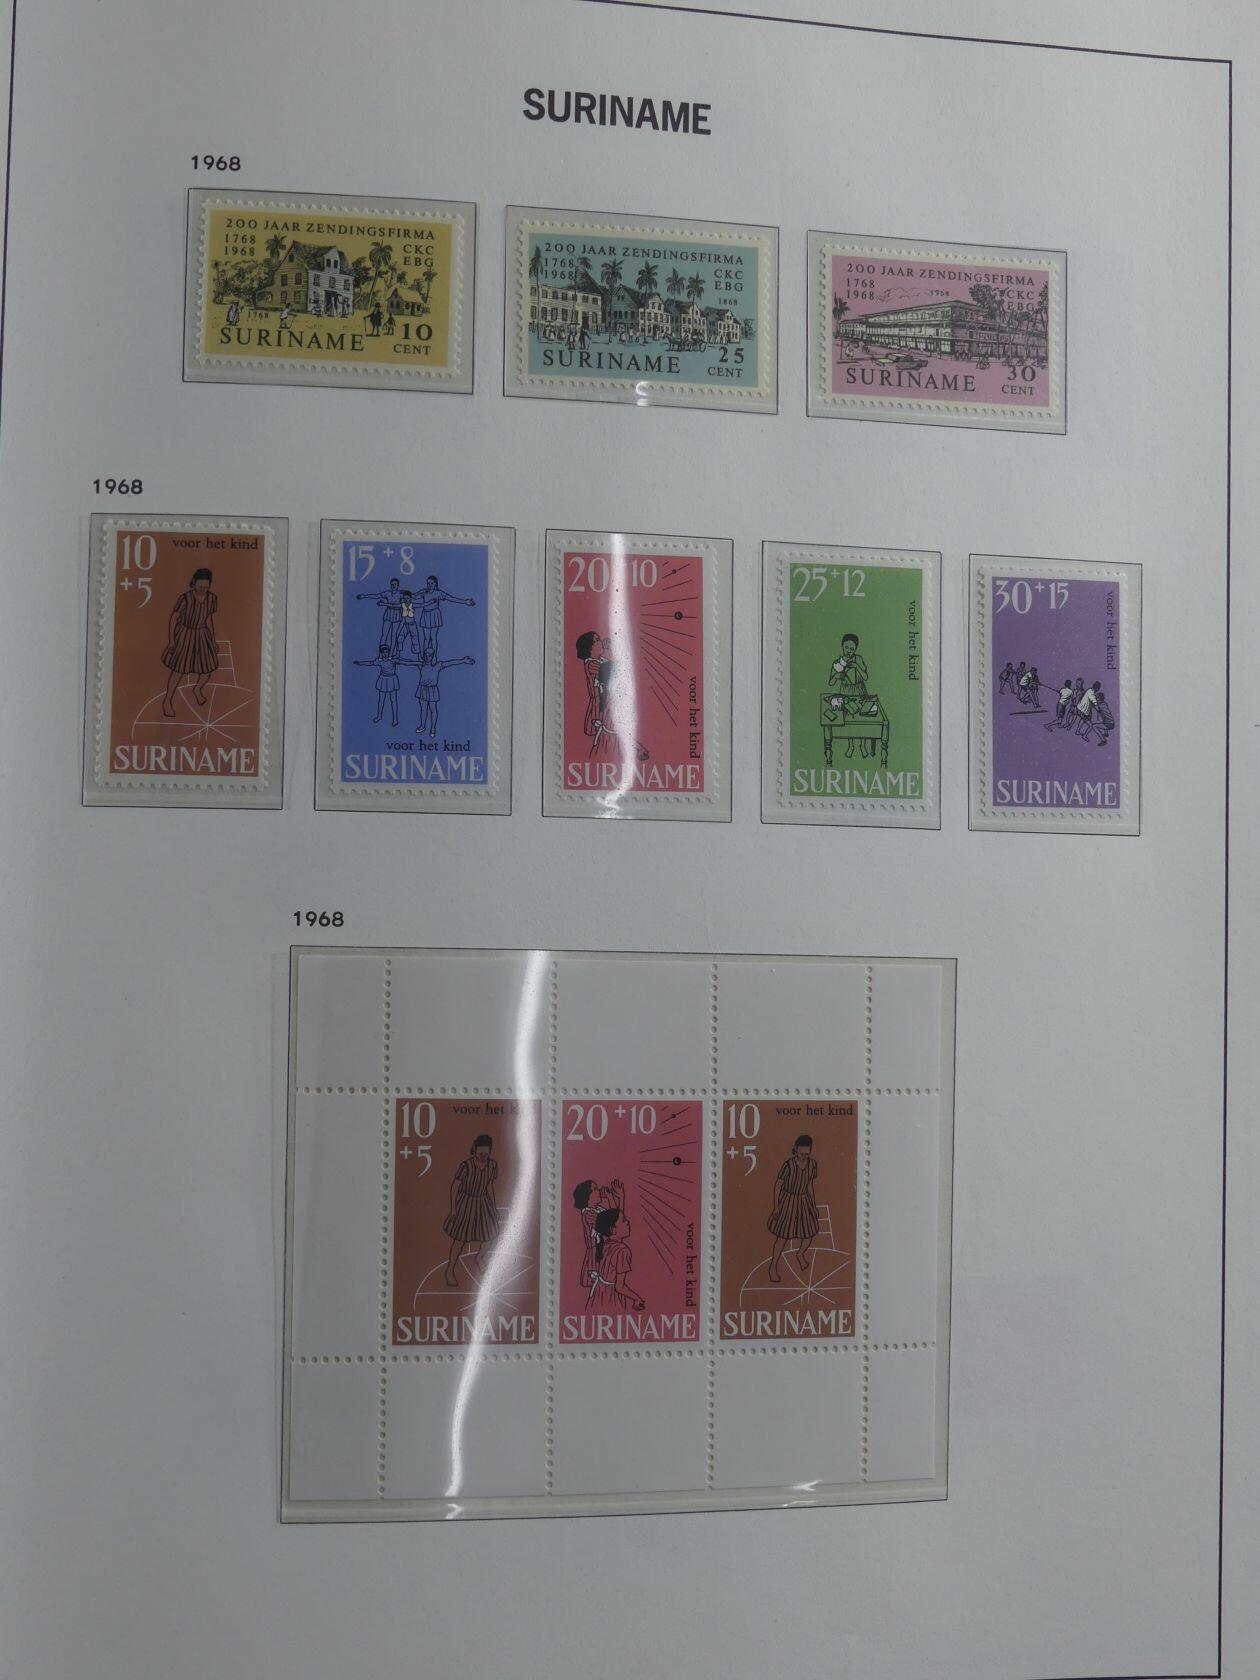 SURINAME
1968
200 JAAR ZENDINGSFIRMA
1768 CKC
1968 EBG
1768
SURINAME 10
CENT
200 JAAR ZENDINGSFIRMA
1768 CKC
1968 EBG
1868
SURINAME 25
CENT
200 JAAR ZENDINGSFIRMA
1768 CKC
1968 EBG
1968
SURINAME 30
CENT
1968
10 voor het kind
+5
SURINAME
15+8
voor het kind
SURINAME
20+10
voor het kind
SURINAME
25+12
voor het kind
SURINAME
30+15
voor het kind
SURINAME
1968
10 voor het kind
+5
SURINAME
20+10
voor het kind
SURINAME
10 voor het kind
+5
SURINAME